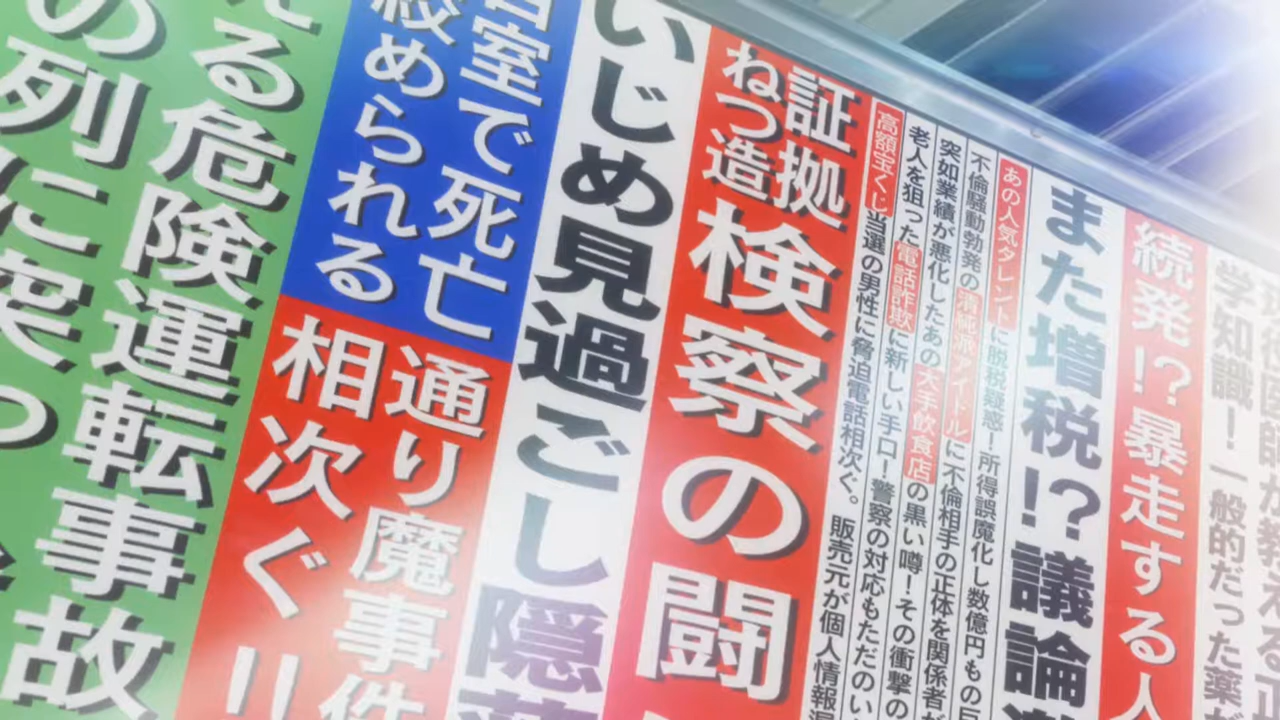 現役医師が教える正
学知識！一般的だった薬
続発!?暴走する人
また増税!?議論
あの人気タレントに脱税疑惑！所得誤魔化し数億円もの巨
不倫騒動勃発の清純派アイドルに不倫相手の正体を関係者が
突如業績が悪化したあの大手飲食店の黒い噂！その衝撃の
老人を狙った電話詐欺に新しい手口！警察の対応もただのい
高額宝くじ当選の男性に脅迫電話相次ぐ。販売元が個人情報漏
証拠
ねつ造
検察の闘
いじめ見過ごし隠蔽
室で死亡
絞められる
通り魔事件
相次ぐ!!
る危険運転事故
の列に突っ